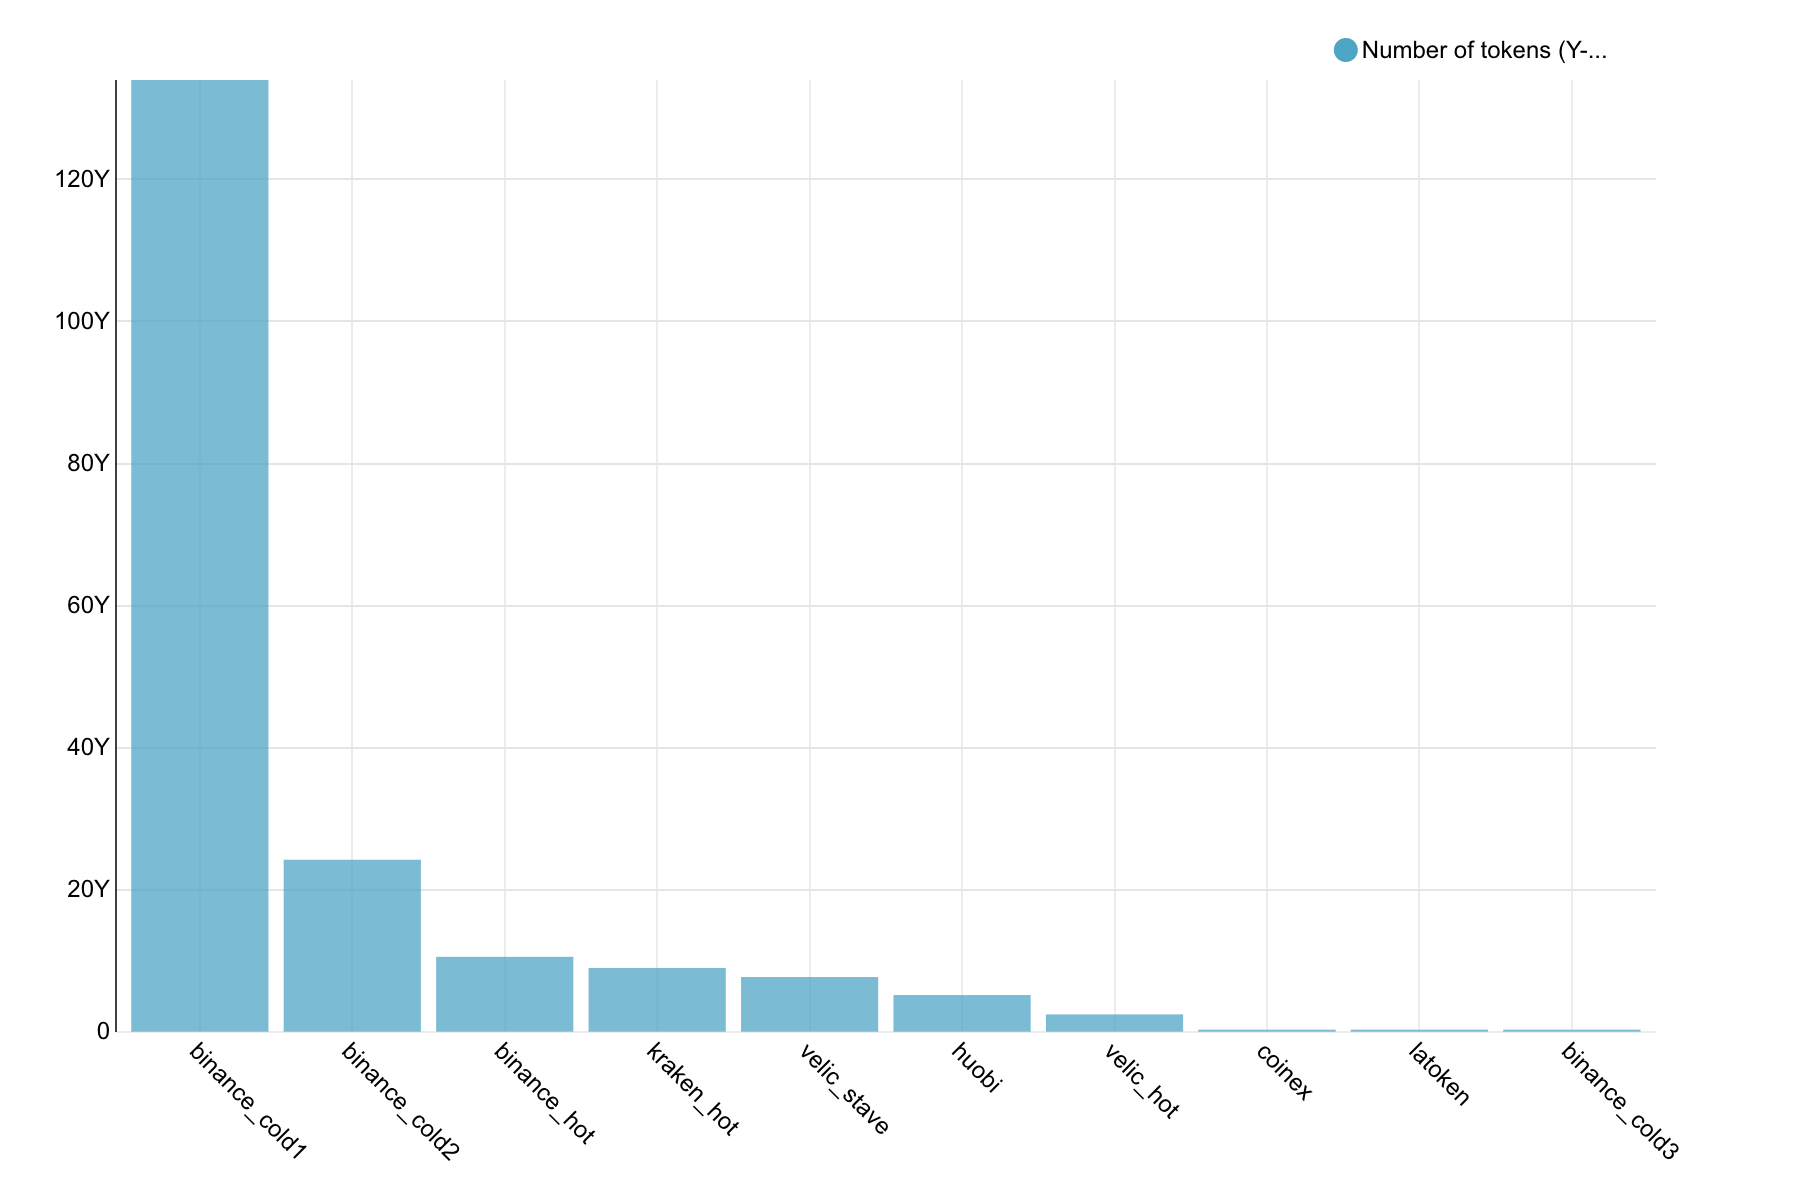 Number of tokens (Y-...
120Y
100Y
80Y
60Y
40Y
20Y
0
binance_cold1
binance_cold2
binance_hot
kraken_hot
velic_stave
huobi
velic_hot
coinex
latoken
binance_cold3